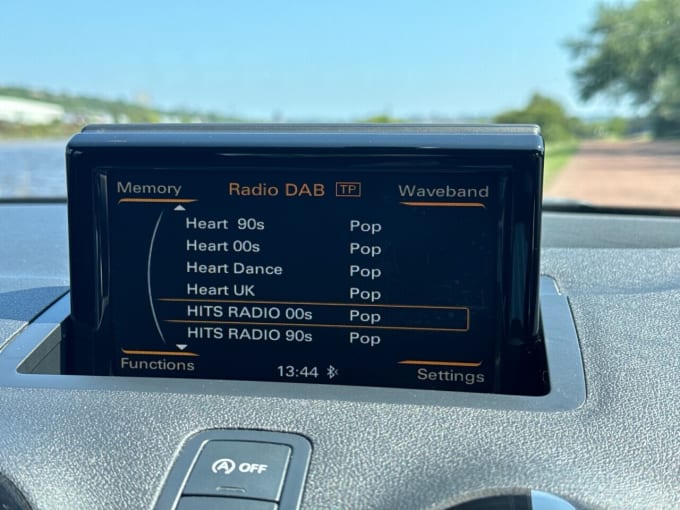 Memory Radio DAB TP Waveband
Heart 90s Pop
Heart 00s Pop
Heart Dance Pop
Heart UK Pop
HITS RADIO 00s Pop
HITS RADIO 90s Pop
Functions 13:44 Settings
A OFF